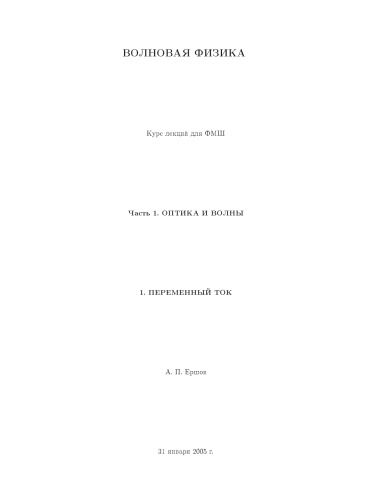 ВОЛНОВАЯ ФИЗИКА
Курс лекций для ФМШ
Часть 1. ОПТИКА И ВОЛНЫ
1. ПЕРЕМЕННЫЙ ТОК
А. П. Ершов
31 января 2005 г.